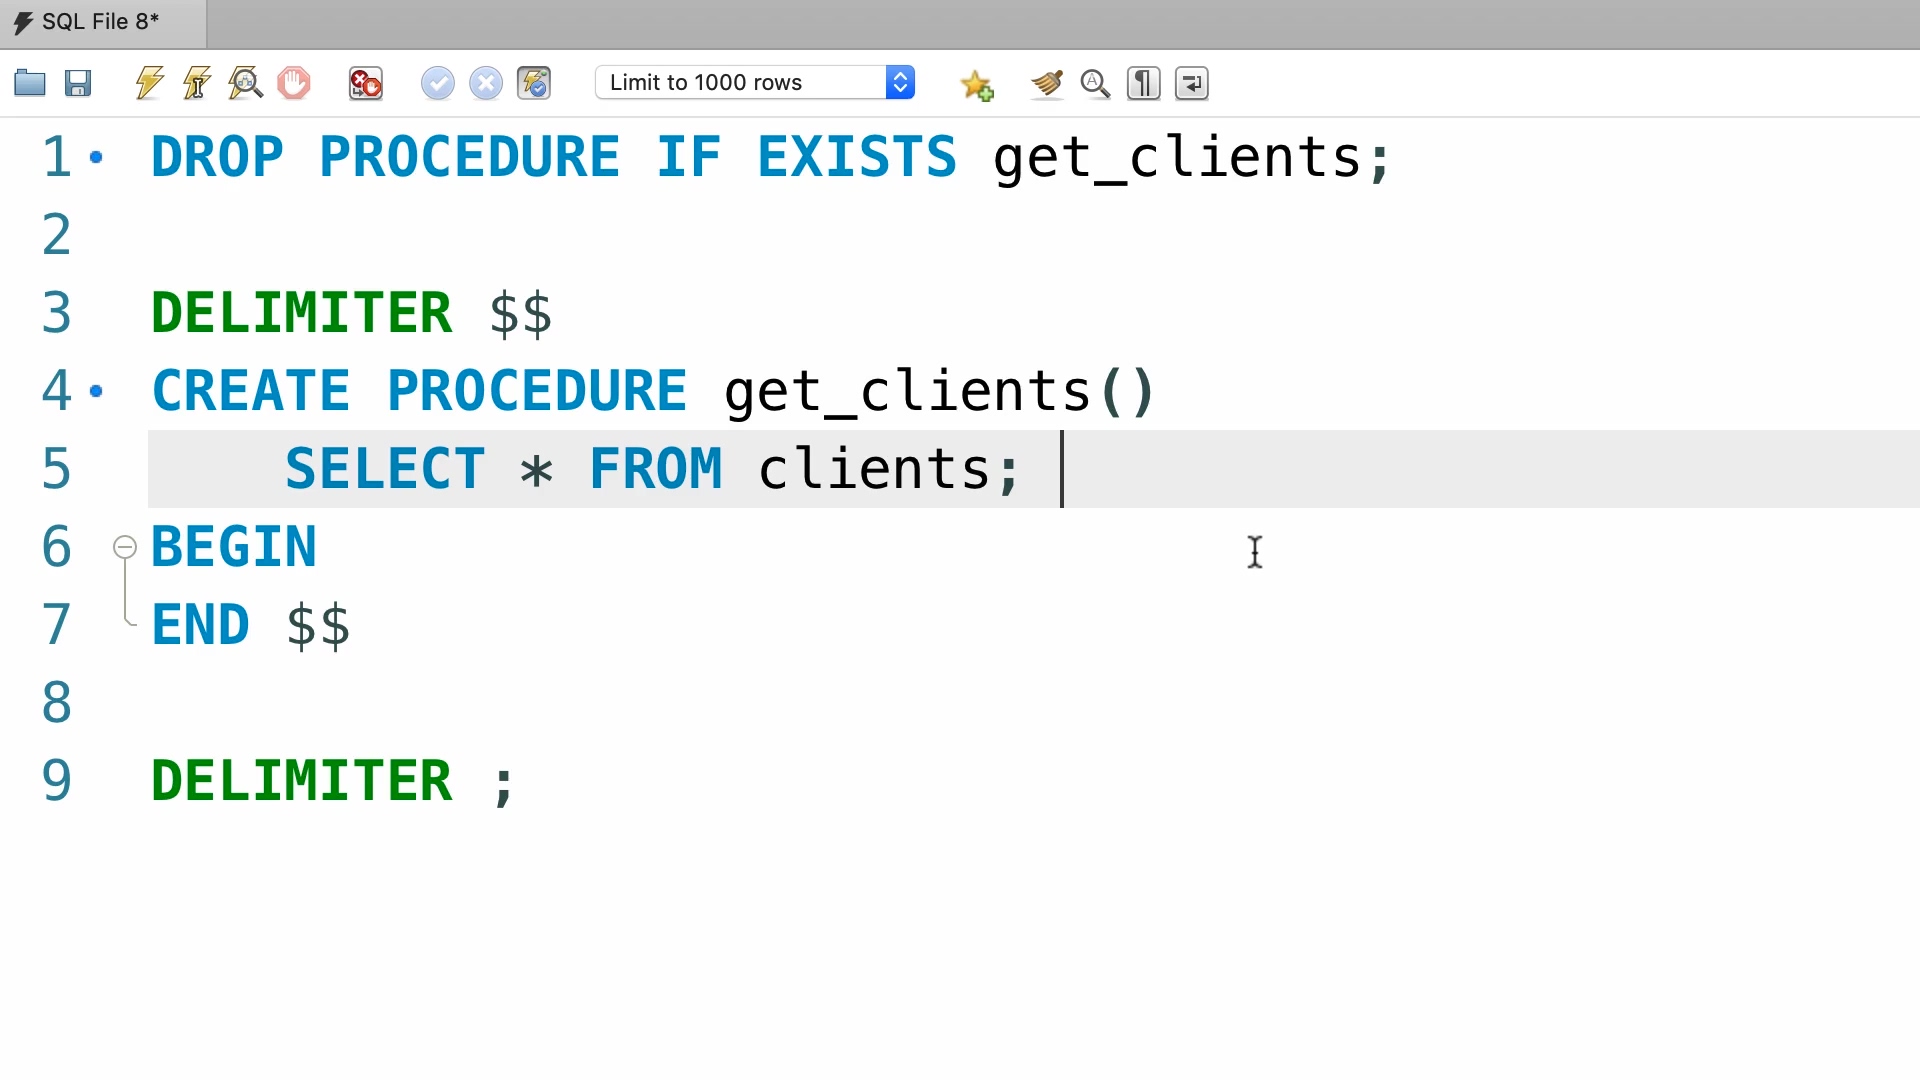 SQL File 8*
Limit to 1000 rows
1 DROP PROCEDURE IF EXISTS get_clients;
2
3 DELIMITER $$
4 CREATE PROCEDURE get_clients()
5 SELECT * FROM clients;
6 BEGIN
7 END $$
8
9 DELIMITER ;